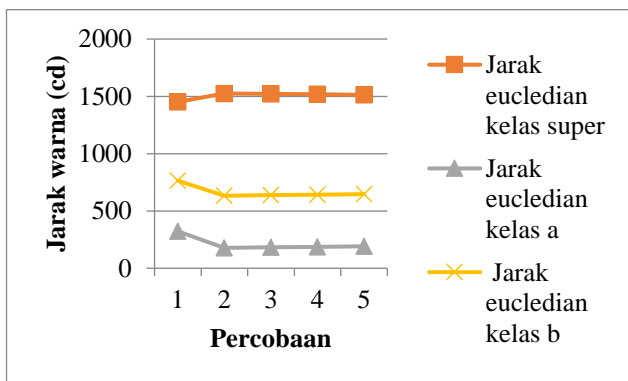 2000
1500
1000
500
0
Jarak warna (cd)
1 2 3 4 5
Percobaan
Jarak
eucledian
kelas super
Jarak
eucledian
kelas a
Jarak
eucledian
kelas b